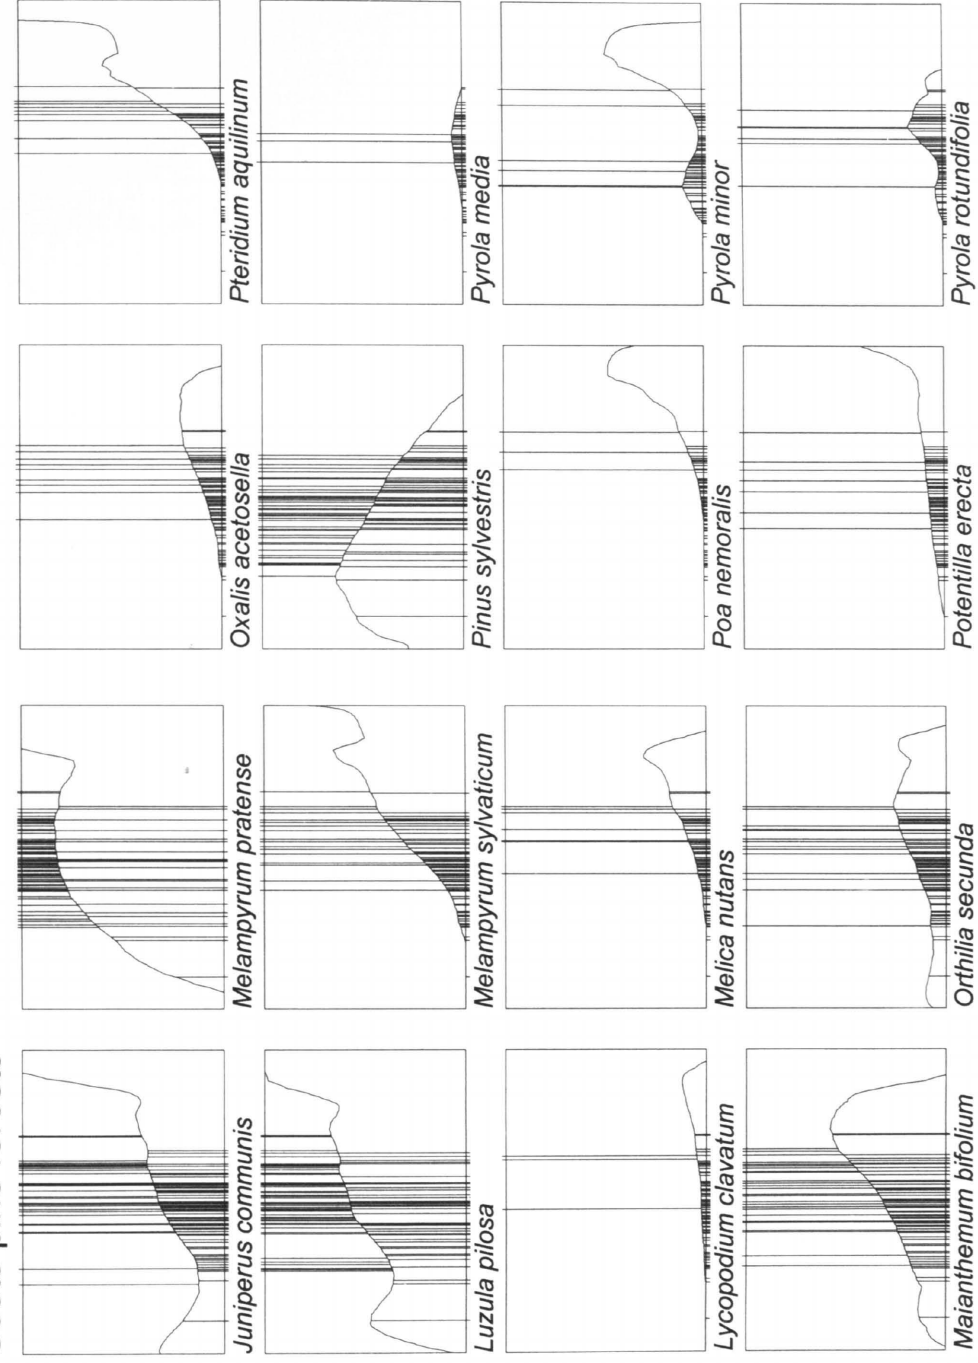 Juniperus communis
Melampyrum pratense
Oxalis acetosella
Pteridium aquilinum
Luzula pilosa
Melampyrum sylvaticum
Pinus sylvestris
Pyrola media
Lycopodium clavatum
Melica nutans
Poa nemoralis
Pyrola minor
Maianthemum bifolium
Orthilia secunda
Potentilla erecta
Pyrola rotundifolia